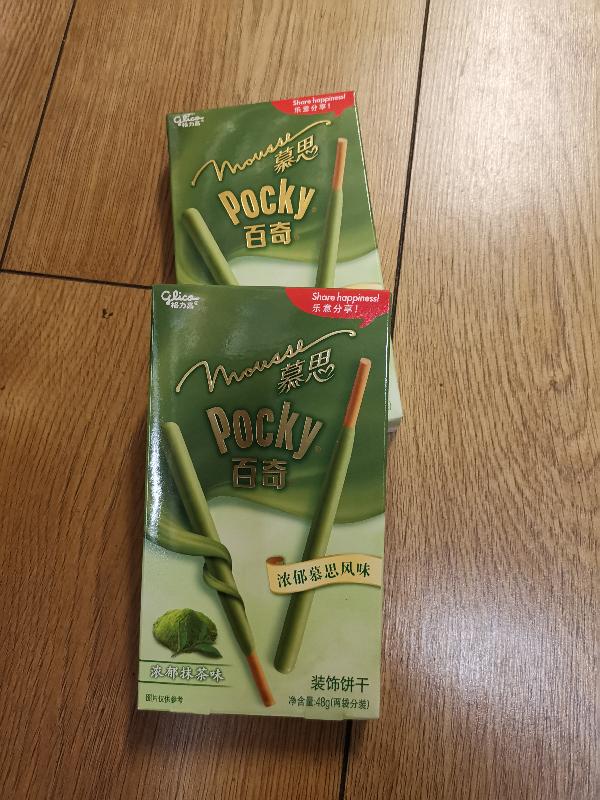 glico
格力高
Share happiness!
乐意分享！
mousse
慕思
Pocky
百奇
glico
格力高
Share happiness!
乐意分享！
mousse
慕思
Pocky
百奇
浓郁慕思风味
浓郁抹茶味
装饰饼干
图片仅供参考
净含量:48g(两袋分装)